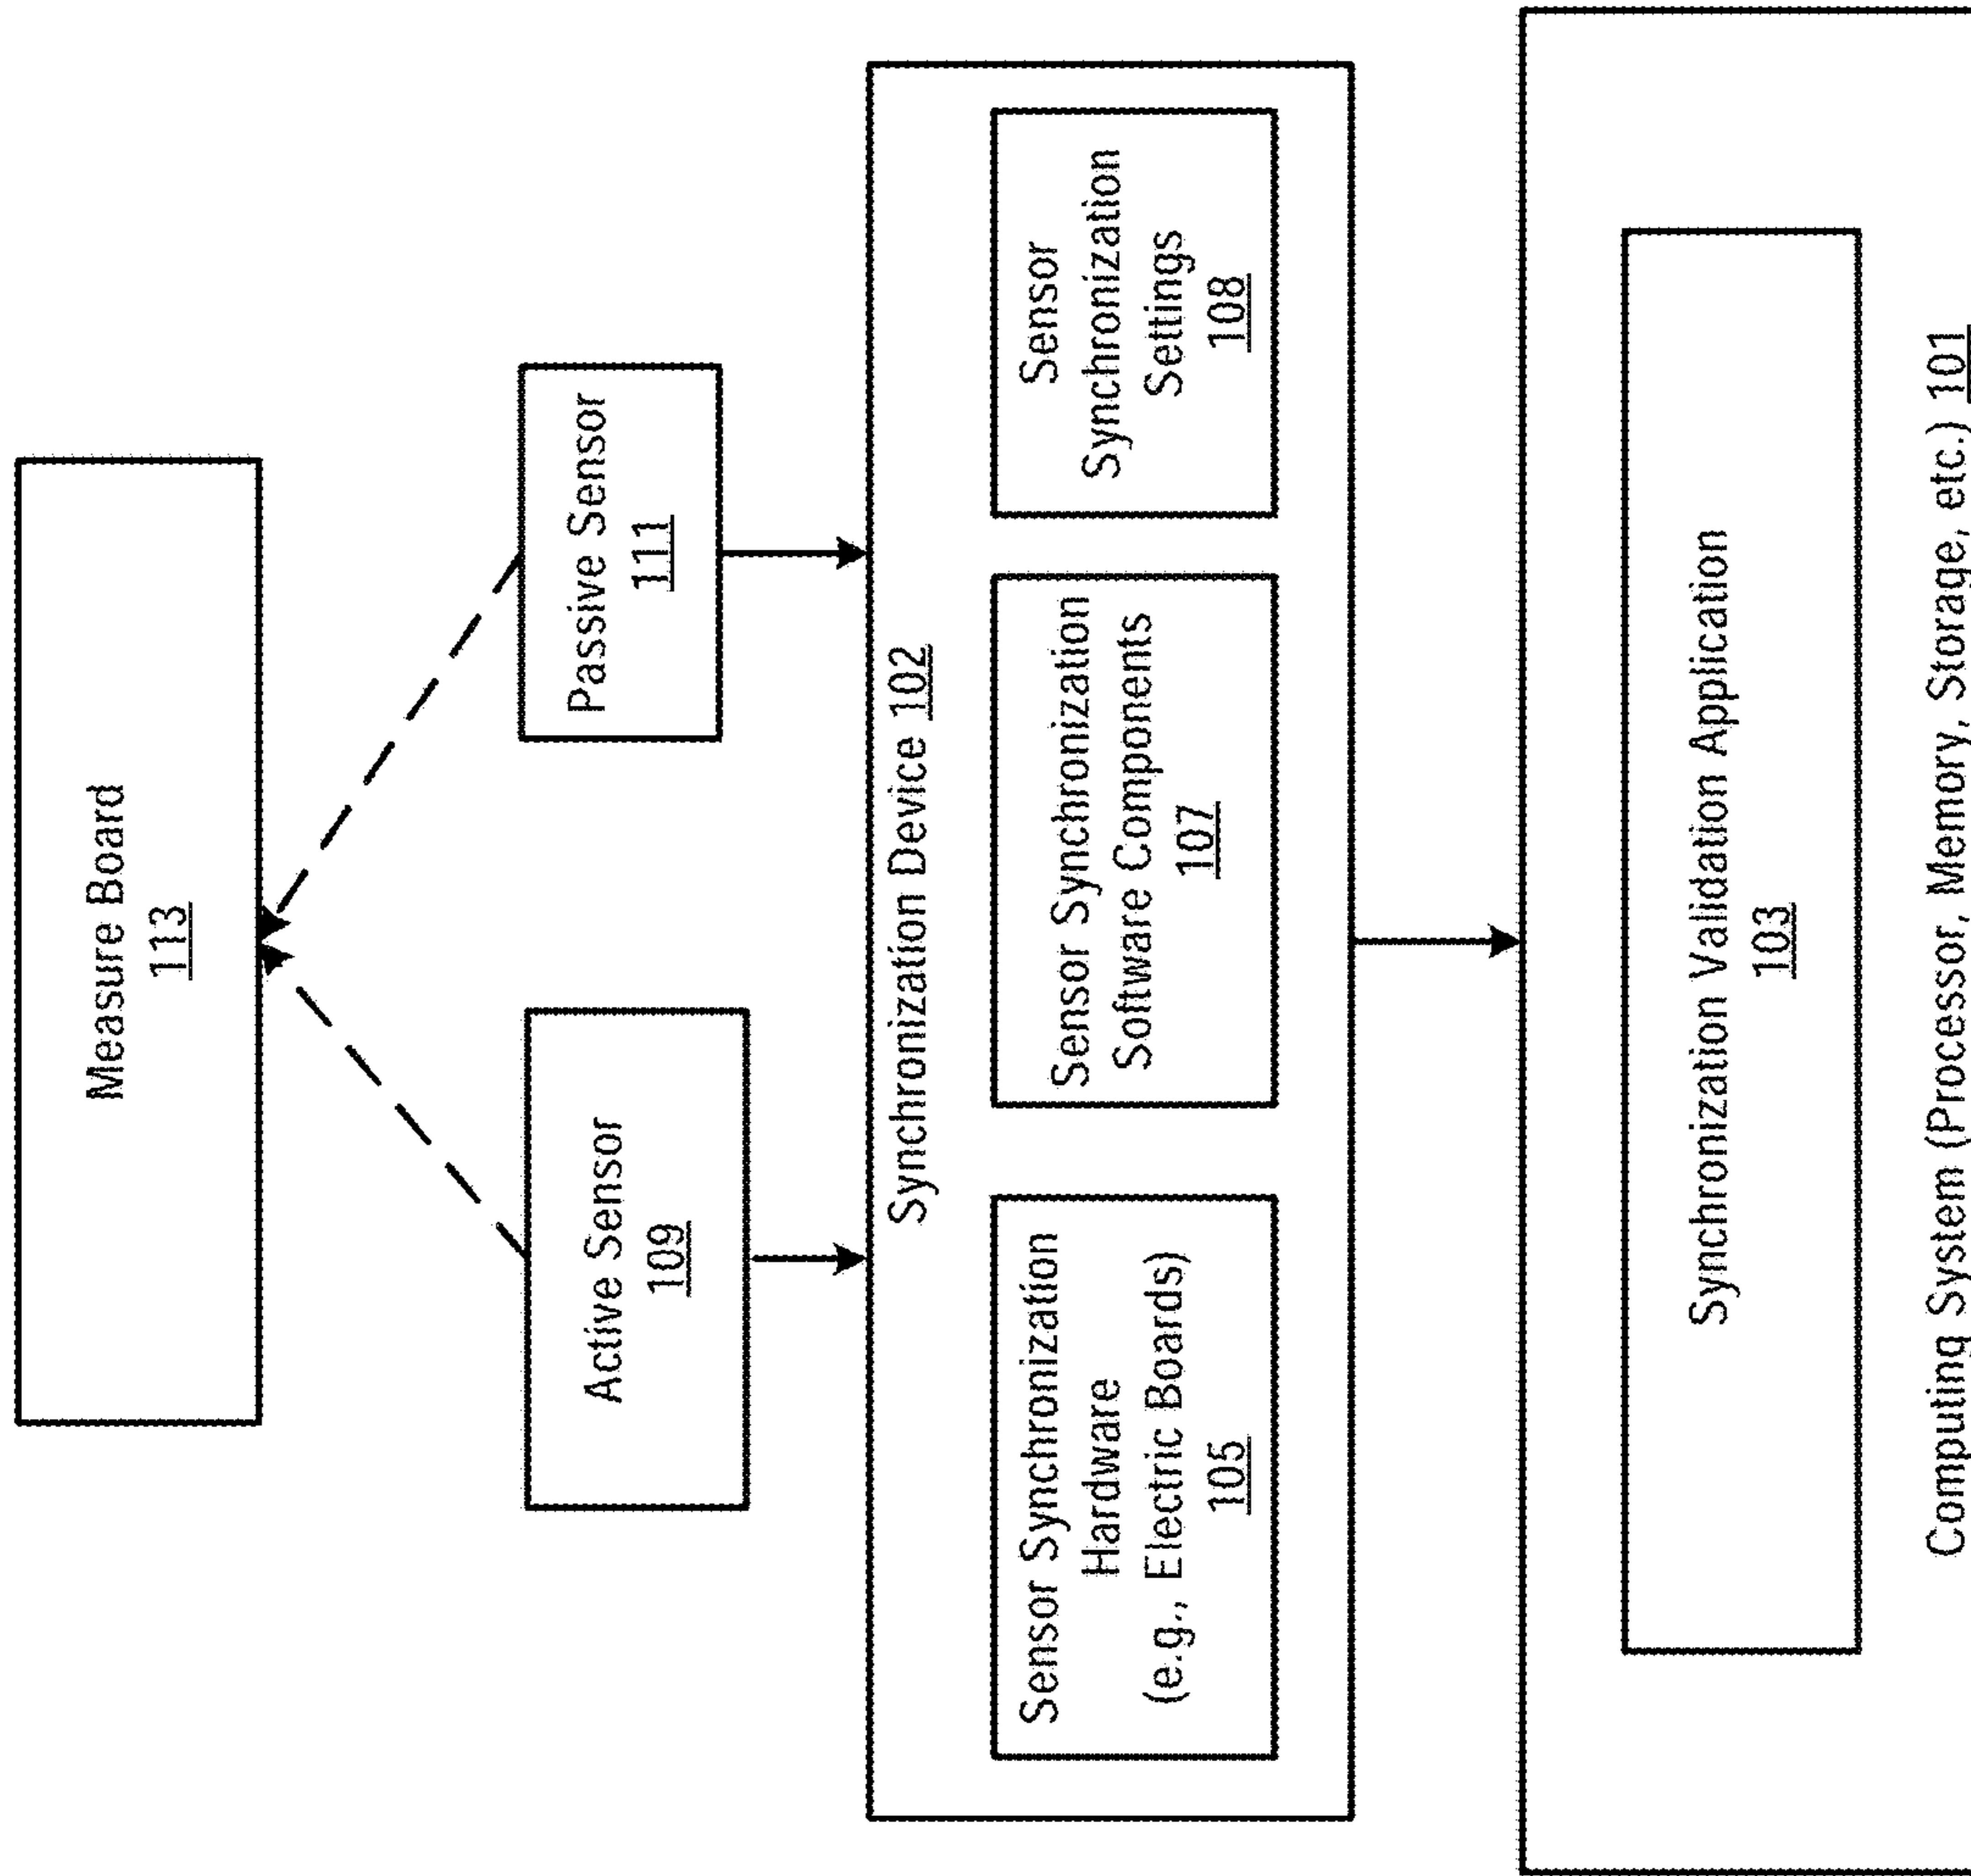 Measure Board
113
Active Sensor
109
Passive Sensor
111
Synchronization Device 102
Sensor Synchronization
Hardware
(e.g., Electric Boards)
105
Sensor Synchronization
Software Components
107
Sensor
Synchronization
Settings
108
Synchronization Validation Application
103
Computing System (Processor, Memory, Storage, etc.) 101